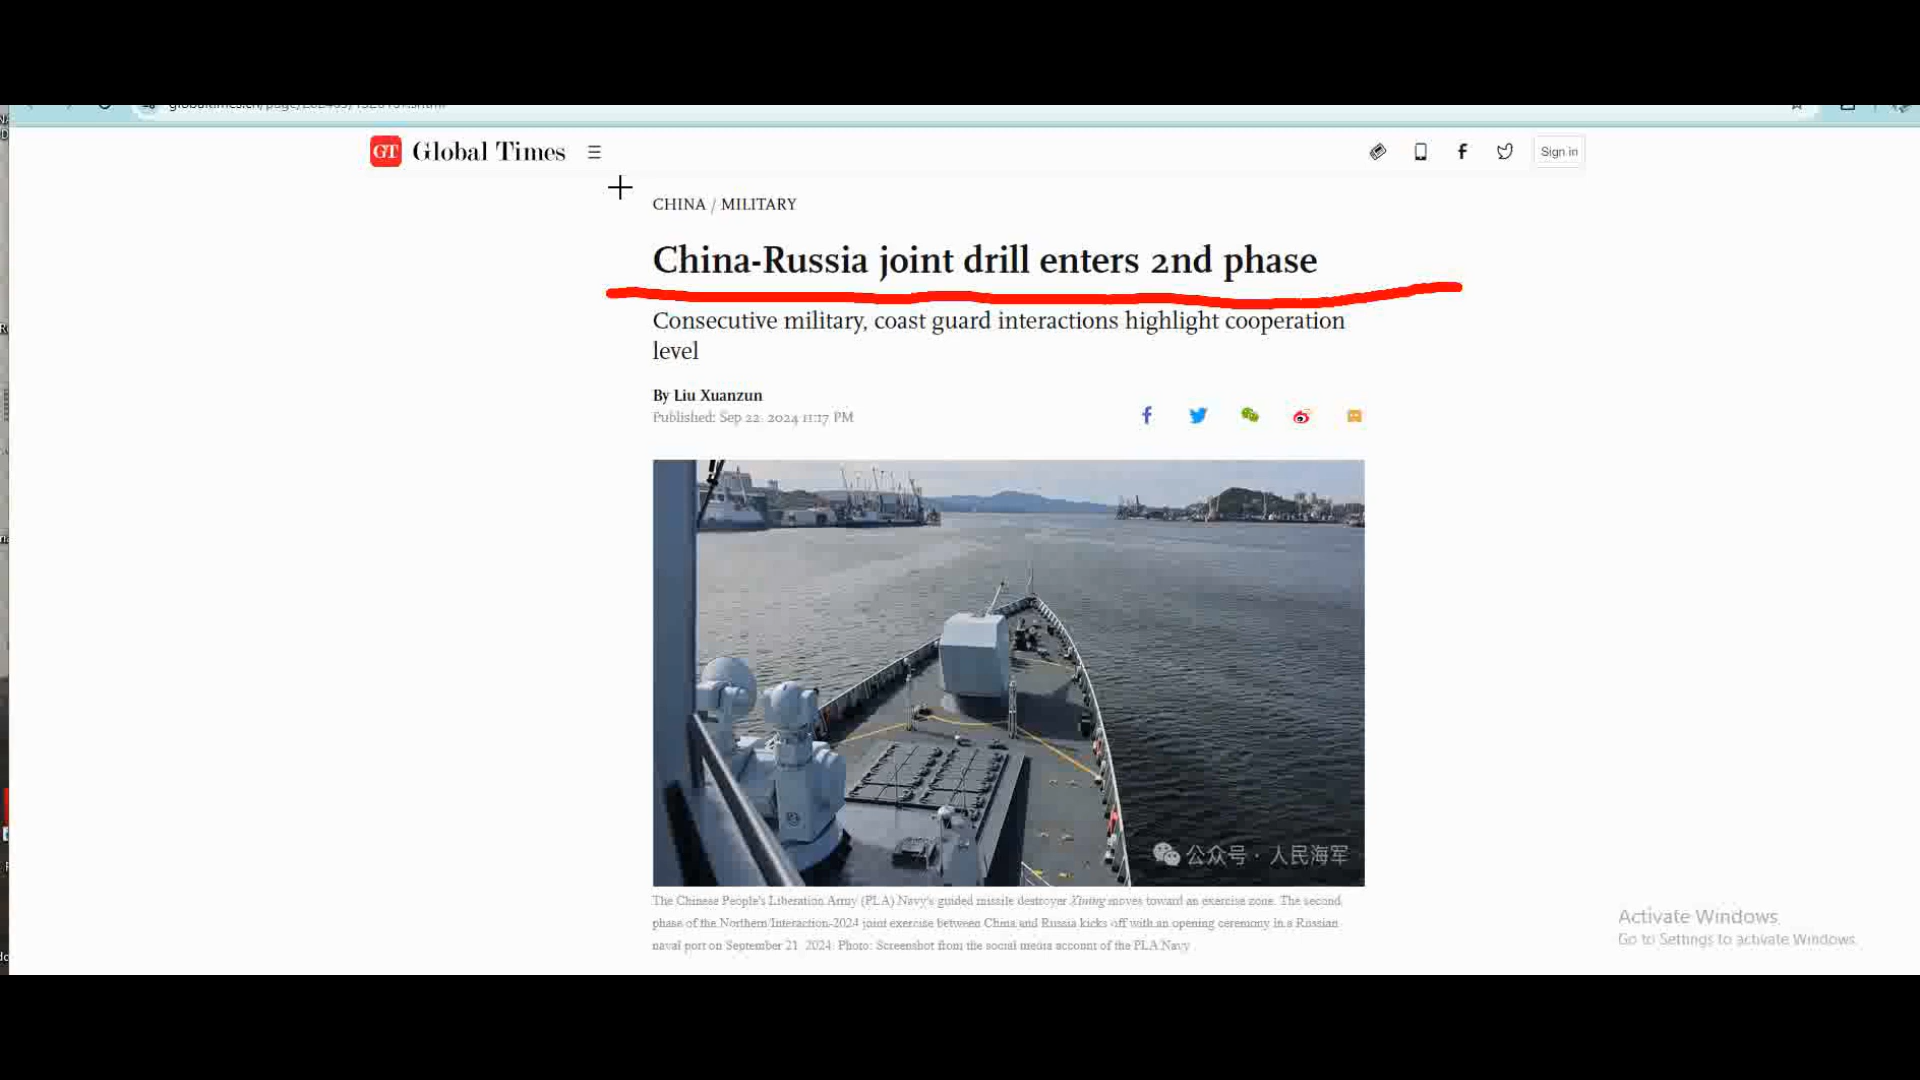 GT Global Times
Sign in
CHINA / MILITARY
China-Russia joint drill enters 2nd phase
Consecutive military, coast guard interactions highlight cooperation
level
By Liu Xuanzun
Published: Sep 22, 2024 11:17 PM
公众号 · 人民海军
The Chinese People's Liberation Army (PLA) Navy's guided missile destroyer Xining moves toward an exercise zone. The second
phase of the Northern/Interaction-2024 joint exercise between China and Russia kicks off with an opening ceremony in a Russian
naval port on September 21, 2024. Photo: Screenshot from the social media account of the PLA Navy
Activate Windows
Go to Settings to activate Windows.